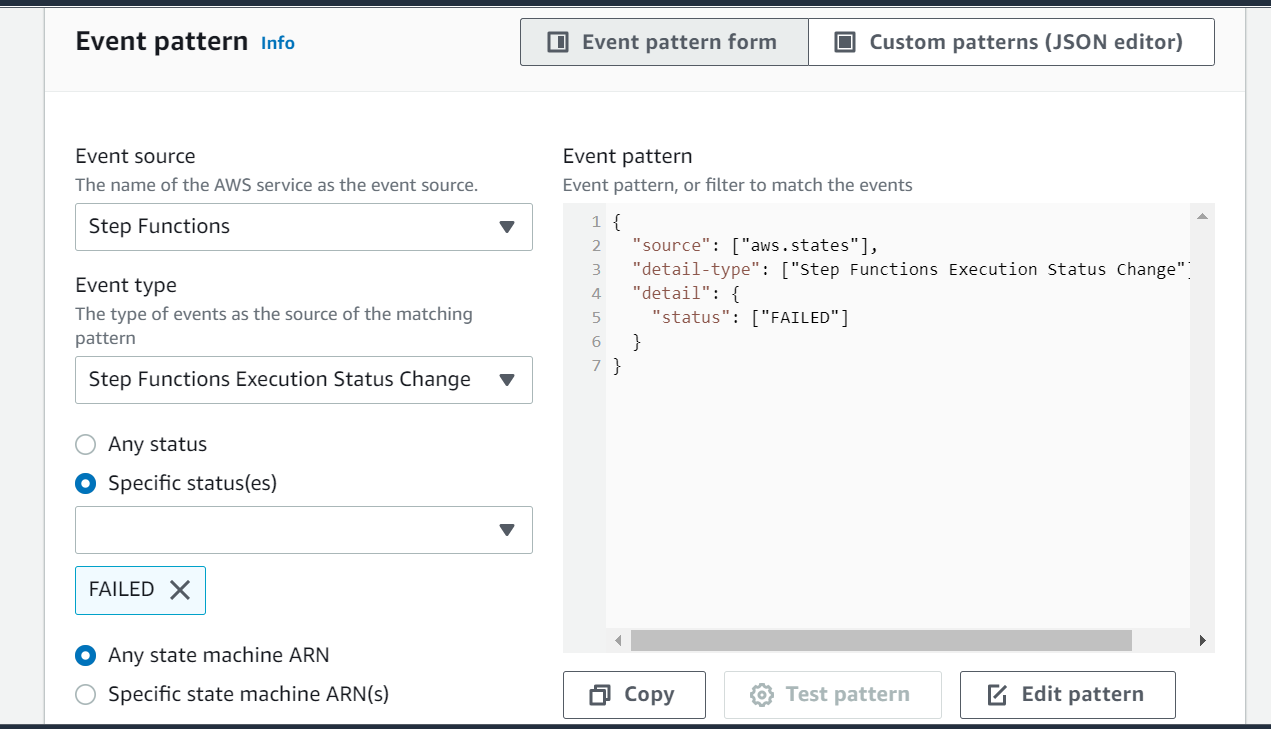 Event pattern Info
Event pattern form
Custom patterns (JSON editor)
Event source
The name of the AWS service as the event source.
Step Functions
Event type
The type of events as the source of the matching
pattern
Step Functions Execution Status Change
Any status
Specific status(es)
FAILED
Any state machine ARN
Specific state machine ARN(s)
Event pattern
Event pattern, or filter to match the events
1 {
2   "source": ["aws.states"],
3   "detail-type": ["Step Functions Execution Status Change"]
4   "detail": {
5     "status": ["FAILED"]
6   }
7 }
Copy
Test pattern
Edit pattern